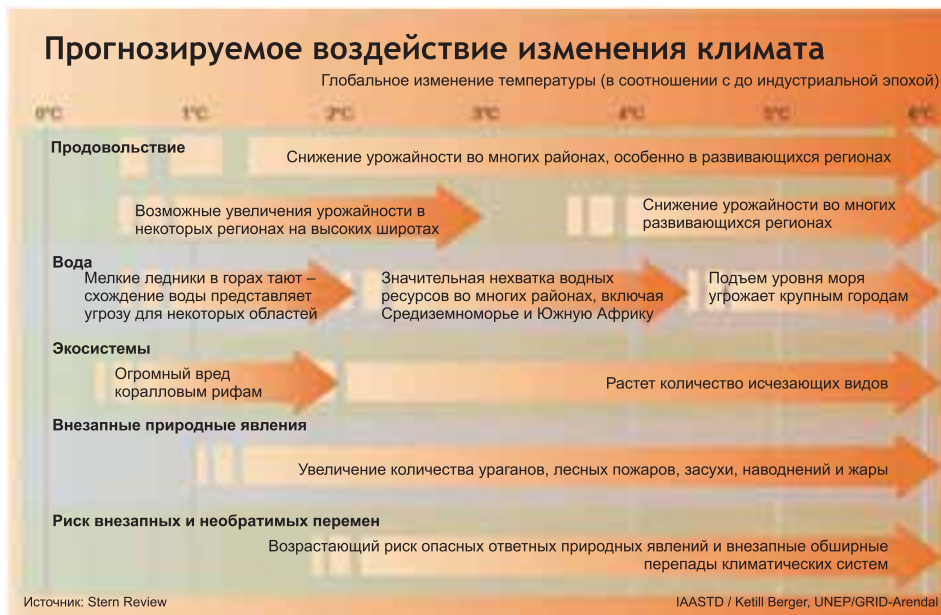 Прогнозируемое воздействие изменения климата
Глобальное изменение температуры (в соотношении с до индустриальной эпохой)
0°C 1°C 2°C 3°C 4°C 5°C 6°C
Продовольствие
Снижение урожайности во многих районах, особенно в развивающихся регионах
Возможные увеличения урожайности в
некоторых регионах на высоких широтах
Снижение урожайности во многих
развивающихся регионах
Вода
Мелкие ледники в горах тают –
схождение воды представляет
угрозу для некоторых областей
Значительная нехватка водных
ресурсов во многих районах, включая
Средиземноморье и Южную Африку
Подъем уровня моря
угрожает крупным городам
Экосистемы
Огромный вред
коралловым рифам
Растет количество исчезающих видов
Внезапные природные явления
Увеличение количества ураганов, лесных пожаров, засухи, наводнений и жары
Риск внезапных и необратимых перемен
Возрастающий риск опасных ответных природных явлений и внезапные обширные
перепады климатических систем
Источник: Stern Review
IAASTD / Ketill Berger, UNEP/GRID-Arendal